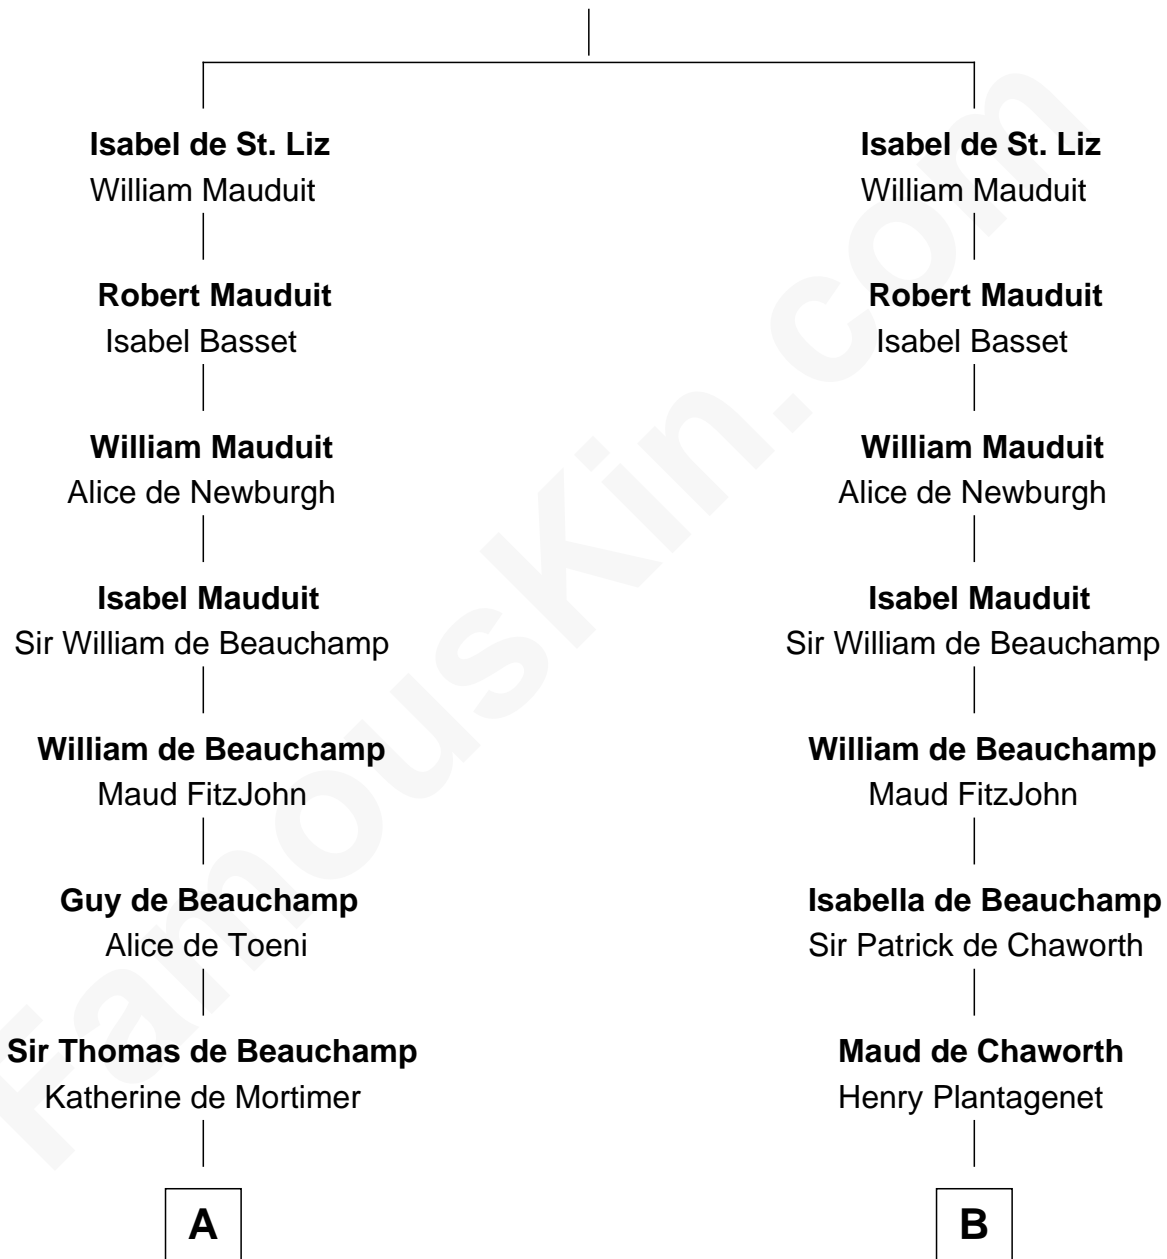 Isabel de St. Liz
William Mauduit
Robert Mauduit
Isabel Basset
William Mauduit
Alice de Newburgh
Isabel Mauduit
Sir William de Beauchamp
William de Beauchamp
Maud FitzJohn
Guy de Beauchamp
Alice de Toeni
Sir Thomas de Beauchamp
Katherine de Mortimer
A
Isabel de St. Liz
William Mauduit
Robert Mauduit
Isabel Basset
William Mauduit
Alice de Newburgh
Isabel Mauduit
Sir William de Beauchamp
William de Beauchamp
Maud FitzJohn
Isabella de Beauchamp
Sir Patrick de Chaworth
Maud de Chaworth
Henry Plantagenet
B
FamousKin.com